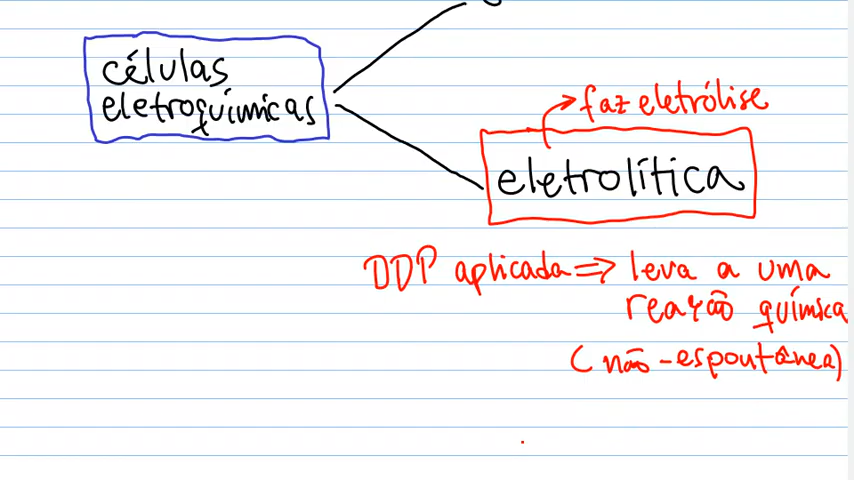 células
eletroquímicas
faz eletrólise
eletrolítica
DDP aplicada ⇒ leva a uma
reação química
(não-espontânea)